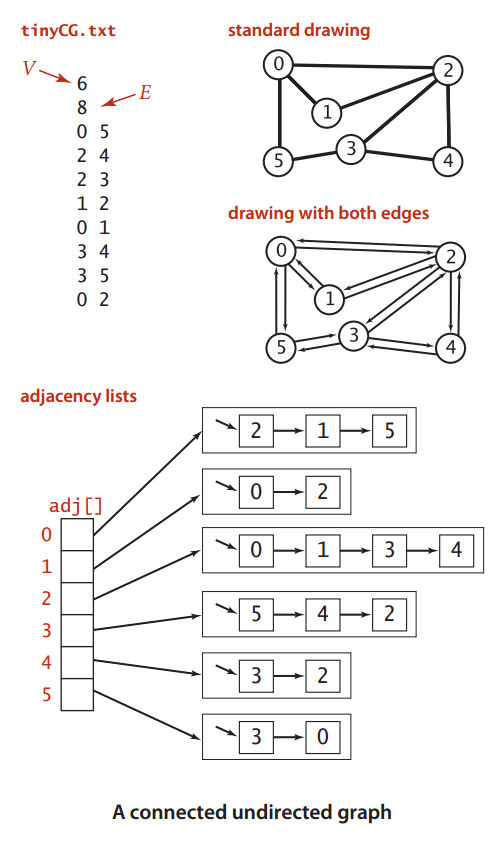 tinyCG.txt
V
6
8
E
0 5
2 4
2 3
1 2
0 1
3 4
3 5
0 2
standard drawing
0
2
1
3
5
4
drawing with both edges
0
2
1
3
5
4
adjacency lists
adj[]
0
1
2
3
4
5
2 1 5
0 2
0 1 3 4
5 4 2
3 2
3 0
A connected undirected graph